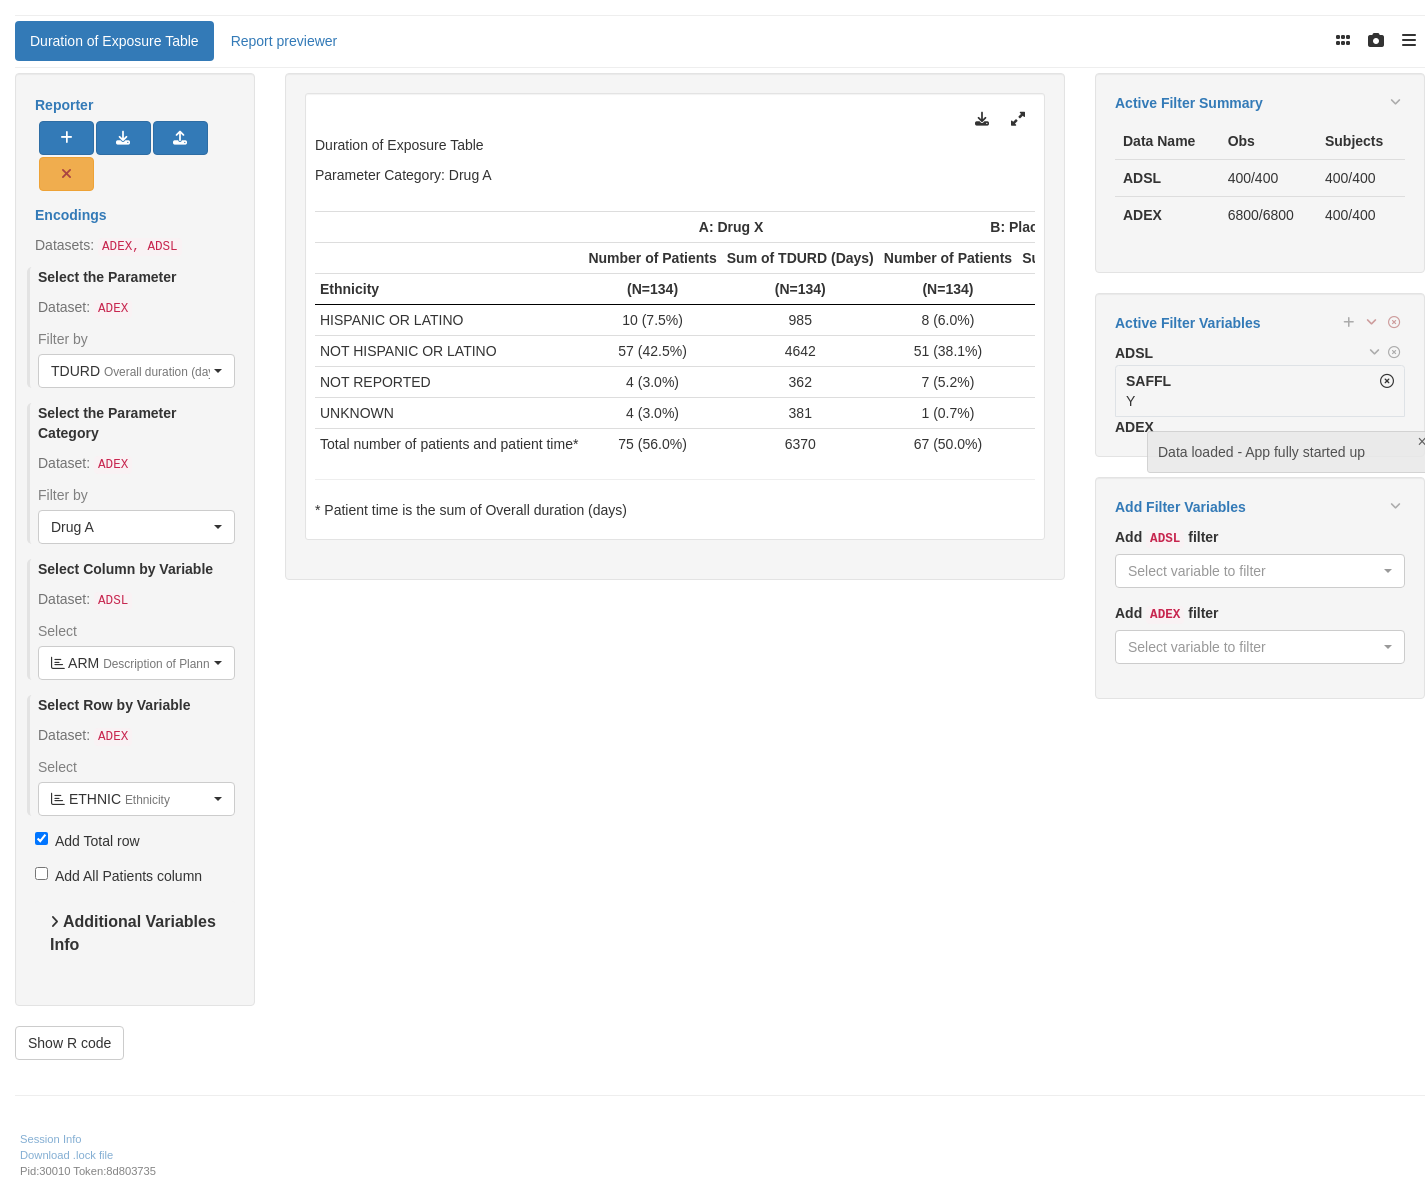 Duration of Exposure Table
Report previewer
Reporter
Encodings
Datasets: ADEX, ADSL
Select the Parameter
Dataset: ADEX
Filter by
TDURD Overall duration (day
Select the Parameter
Category
Dataset: ADEX
Filter by
Drug A
Select Column by Variable
Dataset: ADSL
Select
ARM Description of Plann
Select Row by Variable
Dataset: ADEX
Select
ETHNIC Ethnicity
Add Total row
Add All Patients column
Additional Variables
Info
Show R code
Duration of Exposure Table
Parameter Category: Drug A
A: Drug X B: Plac
Number of Patients Sum of TDURD (Days) Number of Patients Su
Ethnicity (N=134) (N=134) (N=134)
HISPANIC OR LATINO 10 (7.5%) 985 8 (6.0%)
NOT HISPANIC OR LATINO 57 (42.5%) 4642 51 (38.1%)
NOT REPORTED 4 (3.0%) 362 7 (5.2%)
UNKNOWN 4 (3.0%) 381 1 (0.7%)
Total number of patients and patient time* 75 (56.0%) 6370 67 (50.0%)
* Patient time is the sum of Overall duration (days)
Active Filter Summary
Data Name Obs Subjects
ADSL 400/400 400/400
ADEX 6800/6800 400/400
Active Filter Variables
ADSL
SAFFL
Y
ADEX
Data loaded - App fully started up
Add Filter Variables
Add ADSL filter
Select variable to filter
Add ADEX filter
Select variable to filter
Session Info
Download .lock file
Pid:30010 Token:8d803735